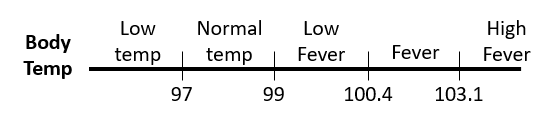 Body
Temp
Low
temp
Normal
temp
Low
Fever
Fever
High
Fever
97
99
100.4
103.1